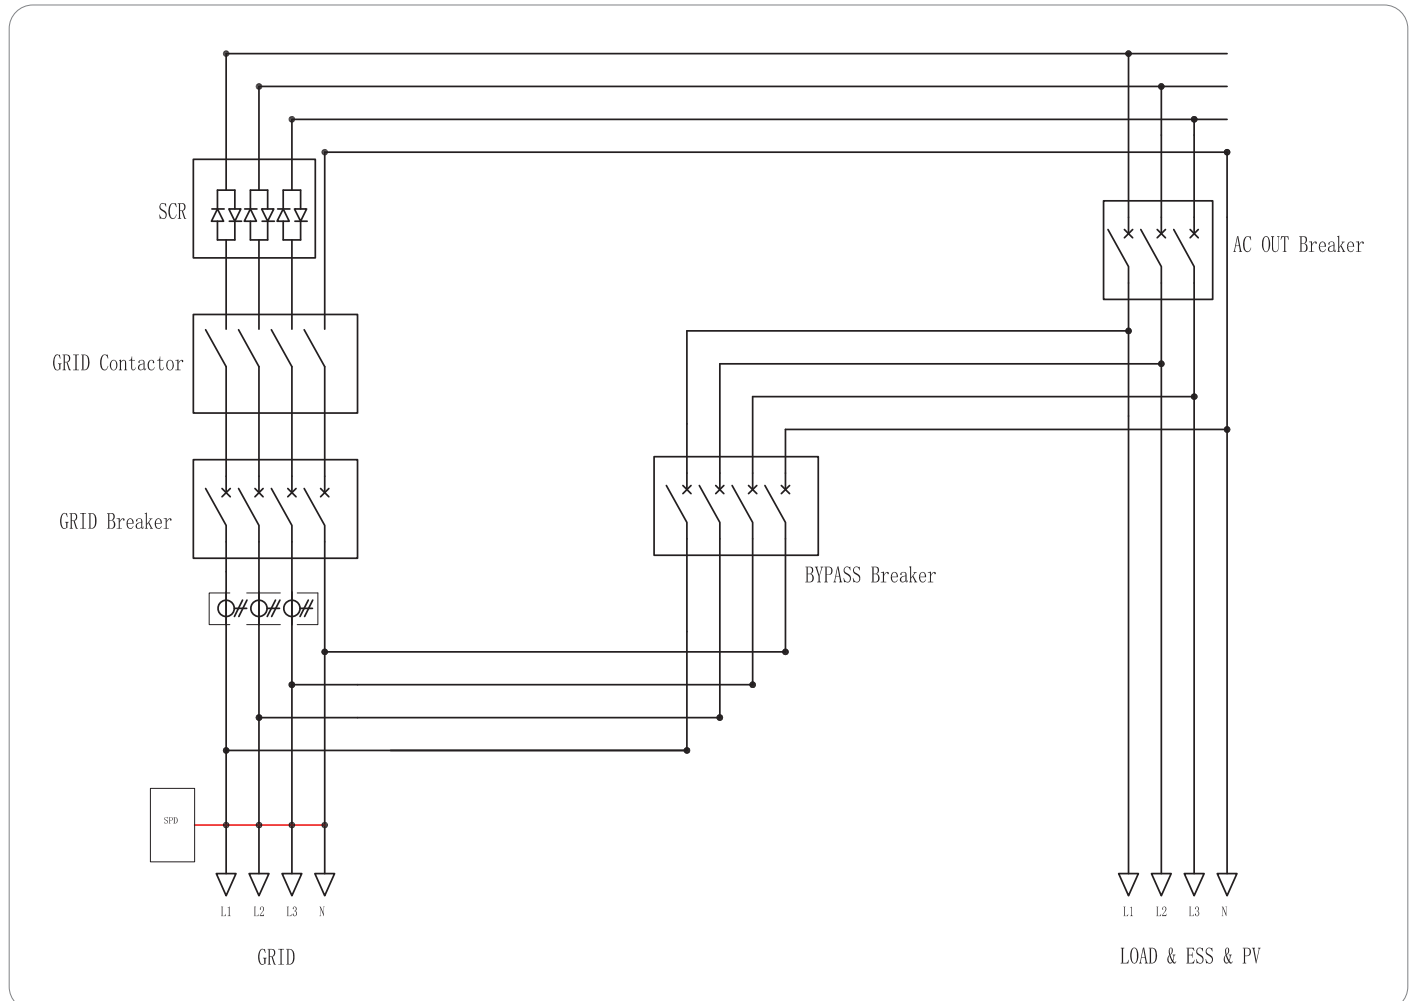 SCR
AC OUT Breaker
GRID Contactor
GRID Breaker
BYPASS Breaker
SPD
L1 L2 L3 N
L1 L2 L3 N
GRID
LOAD & ESS & PV